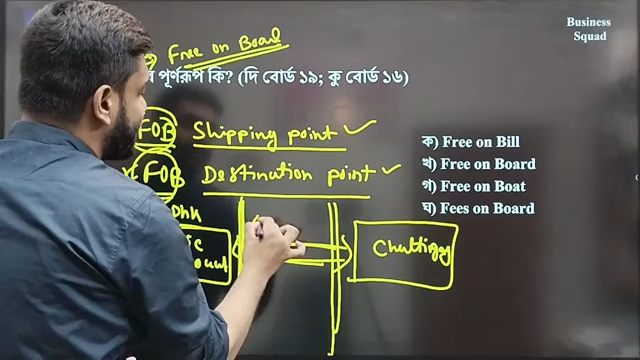 Business
Squad
Free on Board
পূর্ণরূপ কি? (দি বোর্ড ১৯; কু বোর্ড ১৬)
FOB Shipping point
FOB Destination point
ক) Free on Bill
খ) Free on Board
গ) Free on Boat
ঘ) Fees on Board
Dhk